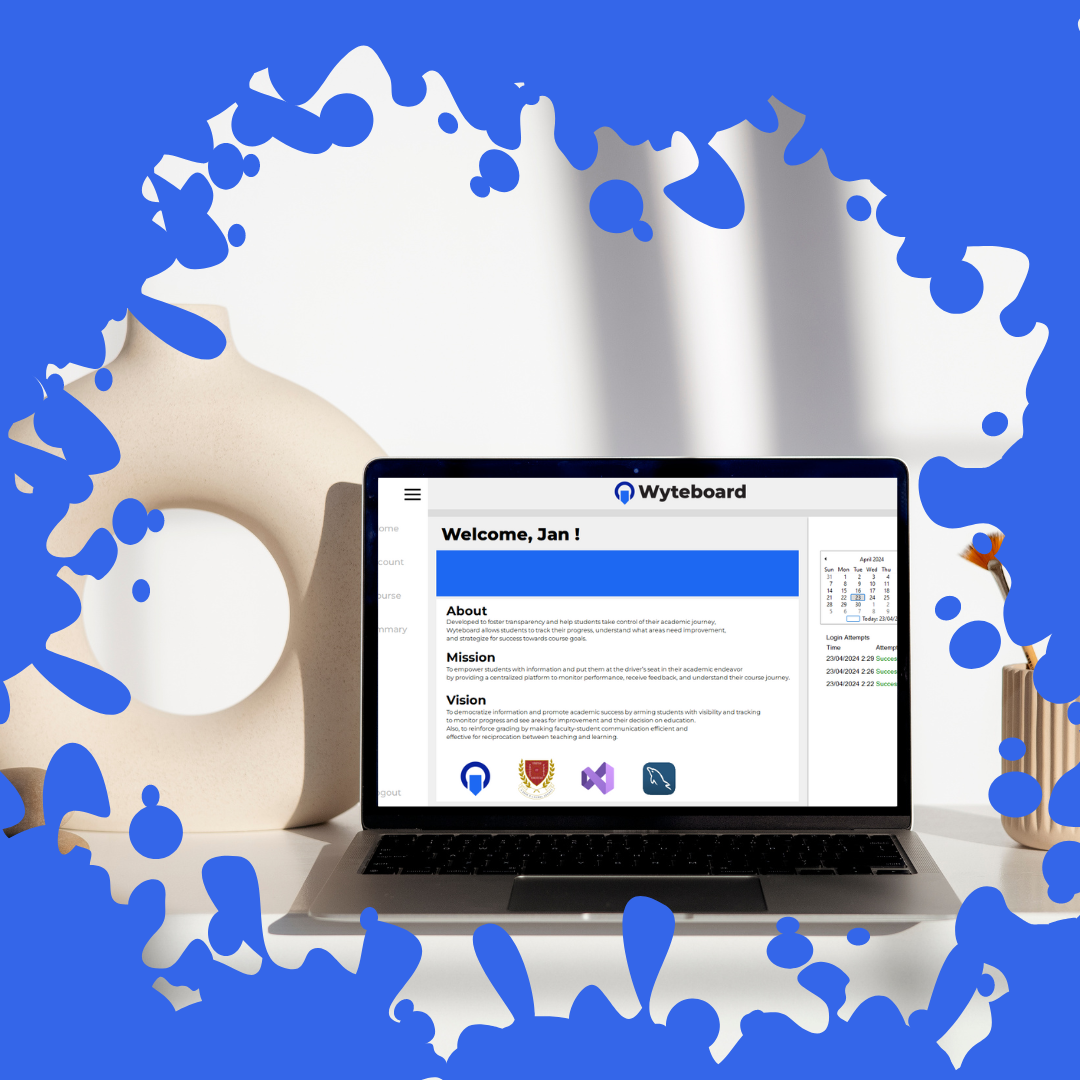 Wyteboard
Welcome, Jan !
ome
count
ourse
mmary
ogout
About
Developed to foster transparency and help students take control of their academic journey,
Wyteboard allows students to track their progress, understand what areas need improvement,
and strategize for success towards course goals.
Mission
To empower students with information and put them at the driver's seat in their academic endeavor
by providing a centralized platform to monitor performance, receive feedback, and understand their course journey.
Vision
To democratize information and promote academic success by arming students with visibility and tracking
to monitor progress and see areas for improvement and their decision on education.
Also, to reinforce grading by making faculty-student communication efficient and
effective for reciprocation between teaching and learning.
April 2024
Sun Mon Tue Wed Thu
31 1 2 3 4
7 8 9 10 11
14 15 16 17 18
21 22 23 24 25
28 29 30 1 2
5 6 7 8 9
Today: 23/04/2
Login Attempts
Time Attemp
23/04/2024 2:29 Succes
23/04/2024 2:26 Succes
23/04/2024 2:22 Succes